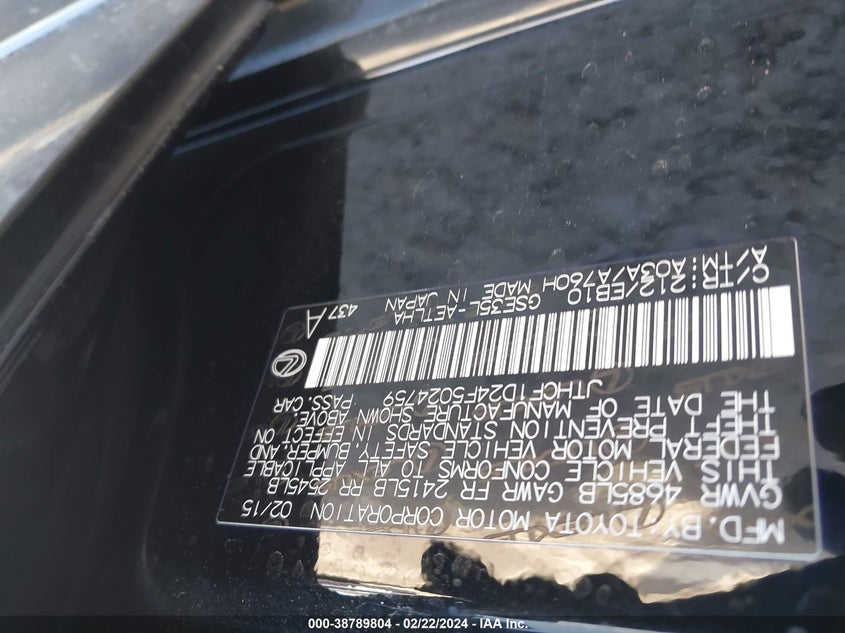 MFD. BY: TOYOTA MOTOR CORPORATION 02/15
GVWR 4685LB GAWR FR 2415LB RR 2545LB
THIS VEHICLE CONFORMS TO ALL APPLICABLE
FEDERAL MOTOR VEHICLE SAFETY, BUMPER, AND
THEFT PREVENTION STANDARDS IN EFFECT ON
THE DATE OF MANUFACTURE SHOWN ABOVE.
JTHCF1D24F5024759 PASS. CAR
C/TR: 212/EB10 GSE35L-AETLHA 437A
A/TM: A03A/A760H MADE IN JAPAN
000-38789804 - 02/22/2024 - IAA Inc.